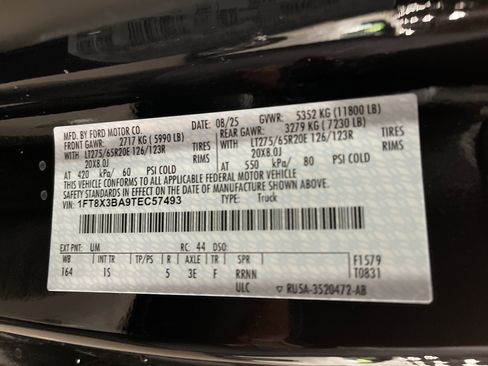 MFD. BY FORD MOTOR CO. DATE: 08/25 GVWR: 5352 KG (11800 LB)
FRONT GAWR: 2717 KG (5990 LB) REAR GAWR: 3279 KG (7230 LB)
WITH LT275/65R20E 126/123R TIRES WITH LT275/65R20E 126/123R TIRES
20X8.0J RIMS 20X8.0J RIMS
AT 420 kPa/ 60 PSI COLD AT 550 kPa/ 80 PSI COLD
THIS VEHICLE CONFORMS TO ALL APPLICABLE FEDERAL MOTOR VEHICLE
SAFETY STANDARDS IN EFFECT ON THE DATE OF MANUFACTURE SHOWN ABOVE.
VIN: 1FT8X3BA9TEC57493 TYPE: Truck
EXT PNT: UM RC: 44 DSO:
WB INT TR TP/PS R AXLE TR SPR F1579
164 IS 5 3E F RRNN T0831
ULC RU5A-3520472-AB